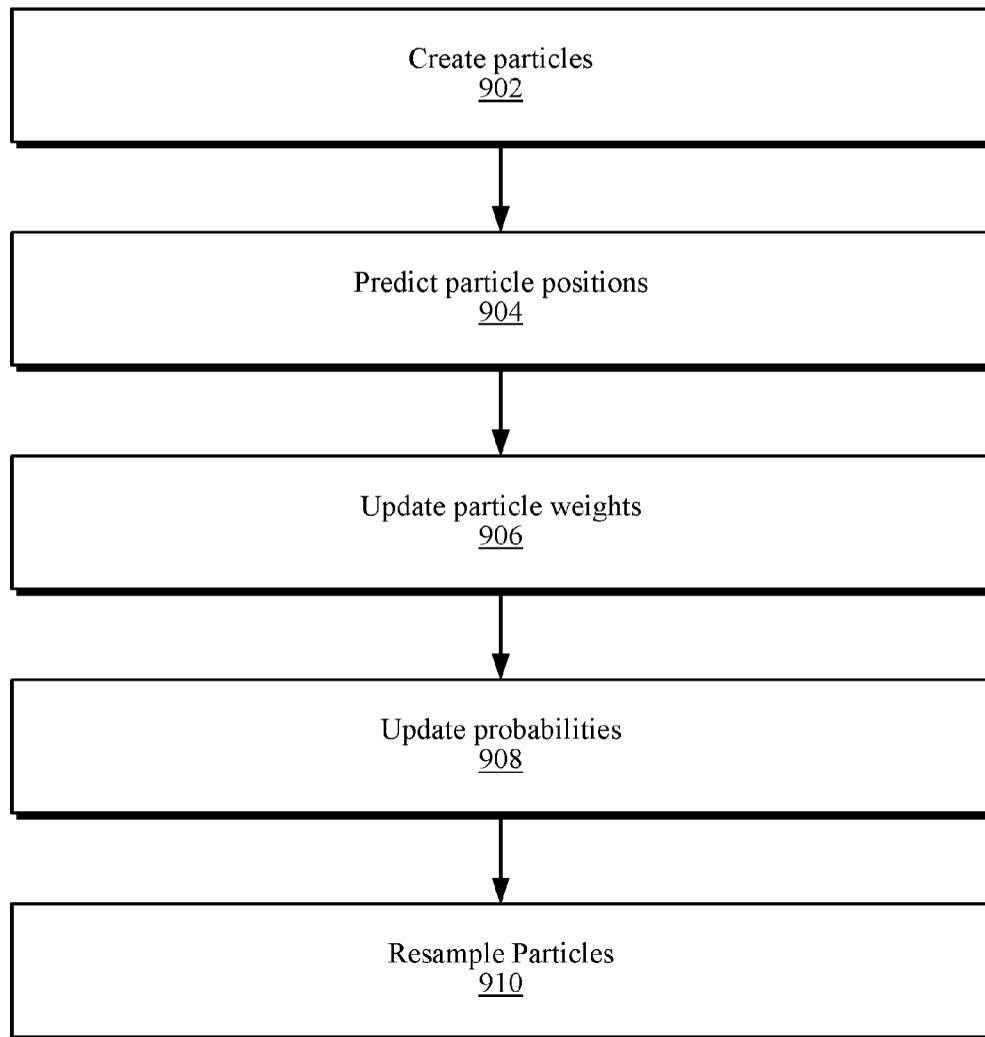 Create particles
902
Predict particle positions
904
Update particle weights
906
Update probabilities
908
Resample Particles
910